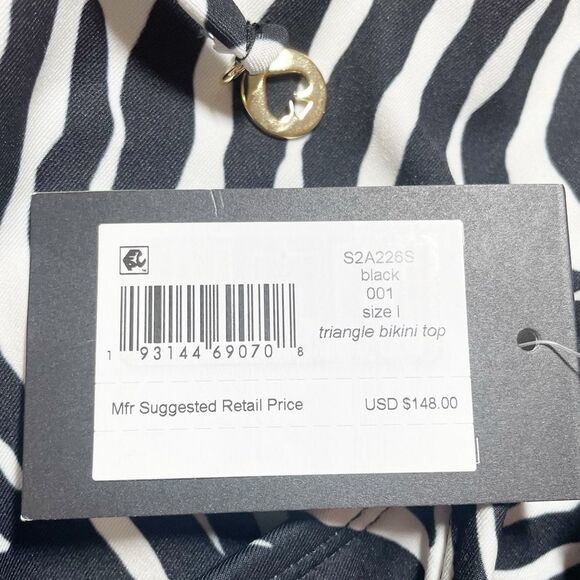 S2A226S
black
001
size l
triangle bikini top
1 93144 69070 8
Mfr Suggested Retail Price USD $148.00